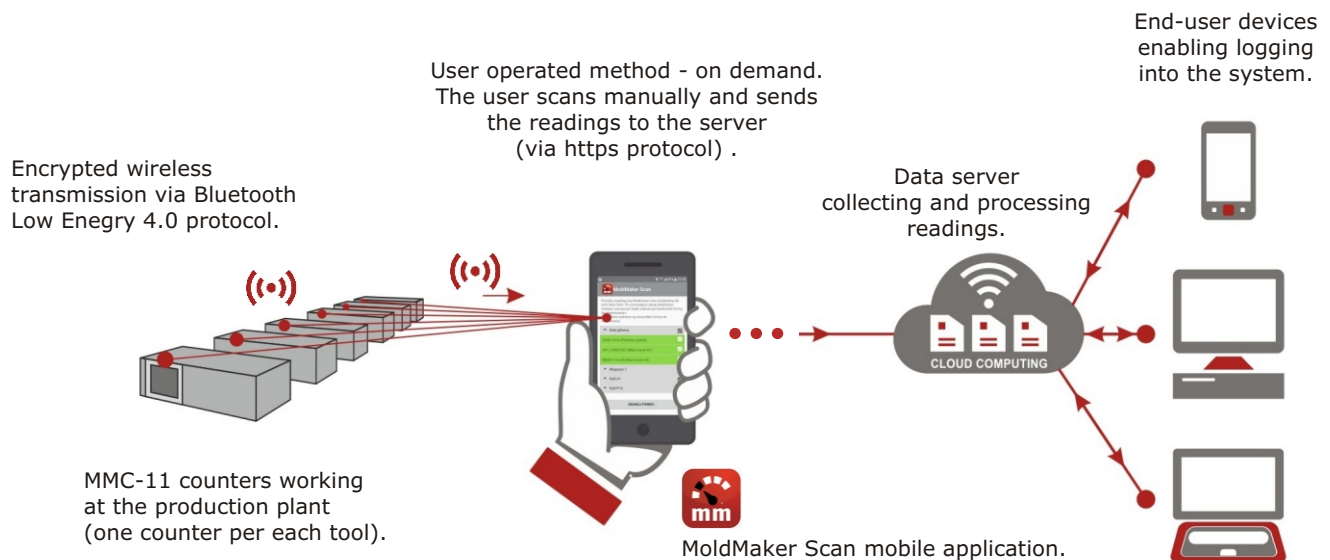 End-user devices
enabling logging
into the system.
User operated method - on demand.
The user scans manually and sends
the readings to the server
(via https protocol) .
Encrypted wireless
transmission via Bluetooth
Low Enegry 4.0 protocol.
Data server
collecting and processing
readings.
MoldMaker Scan
CLOUD COMPUTING
MMC-11 counters working
at the production plant
(one counter per each tool).
mm
MoldMaker Scan mobile application.